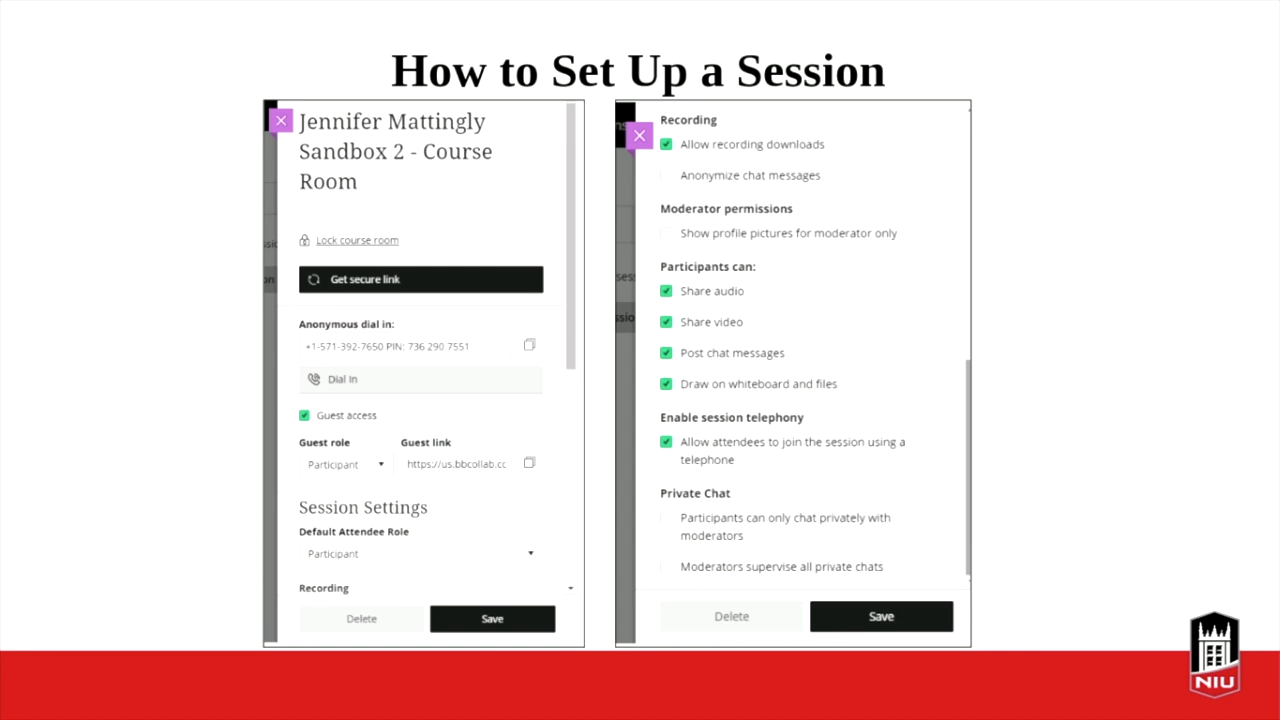 How to Set Up a Session
Jennifer Mattingly
Sandbox 2 - Course
Room
Lock course room
Get secure link
Anonymous dial in:
+1-571-392-7650 PIN: 736 290 7551
Dial In
Guest access
Guest role
Guest link
Participant
https://us.bbcollab.cc
Session Settings
Default Attendee Role
Participant
Recording
Delete
Save
Recording
Allow recording downloads
Anonymize chat messages
Moderator permissions
Show profile pictures for moderator only
Participants can:
Share audio
Share video
Post chat messages
Draw on whiteboard and files
Enable session telephony
Allow attendees to join the session using a
telephone
Private Chat
Participants can only chat privately with
moderators
Moderators supervise all private chats
Delete
Save
NIU